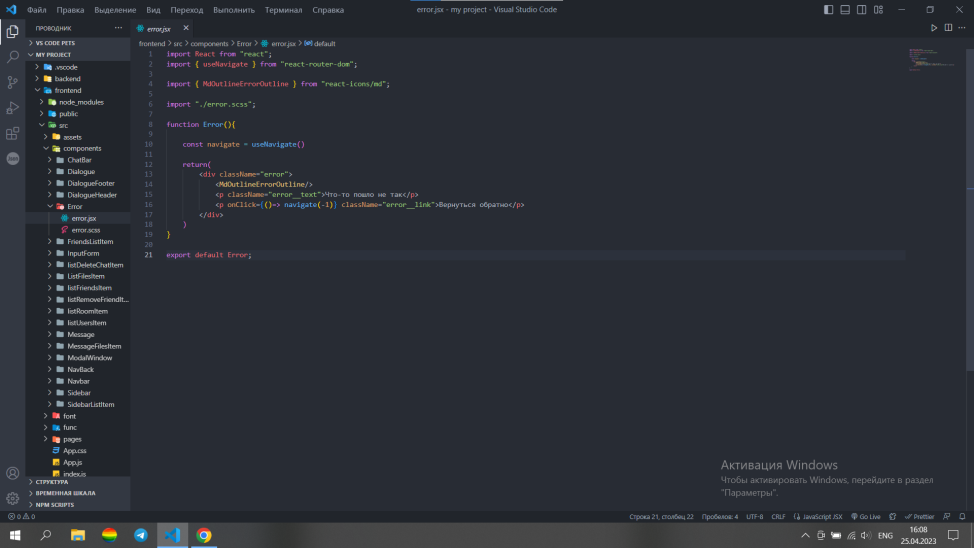 Файл Правка Выделение Вид Переход Выполнить Терминал Справка
error.jsx - my project - Visual Studio Code
ПРОВОДНИК
error.jsx
VS CODE PETS
MY PROJECT
.vscode
backend
frontend
node_modules
public
src
assets
components
ChatBar
Dialogue
DialogueFooter
DialogueHeader
Error
error.jsx
error.scss
FriendsListItem
InputForm
listDeleteChatItem
ListFilesItem
listFriendsItem
listRemoveFriendIt...
listRoomItem
listUsersItem
Message
MessageFilesItem
ModalWindow
NavBack
Navbar
Sidebar
SidebarListItem
font
func
pages
App.css
App.js
index.js
СТРУКТУРА
ВРЕМЕННАЯ ШКАЛА
NPM SCRIPTS
frontend > src > components > Error > error.jsx > default
1 import React from "react";
2 import { useNavigate } from "react-router-dom";
3
4 import { MdOutlineErrorOutline } from "react-icons/md";
5
6 import "./error.scss";
7
8 function Error(){
9
10 const navigate = useNavigate()
11
12 return(
13 <div className="error">
14 <MdOutlineErrorOutline/>
15 <p className="error__text">Что-то пошло не так</p>
16 <p onClick={()=> navigate(-1)} className="error__link">Вернуться обратно</p>
17 </div>
18 )
19 }
20
21 export default Error;
Активация Windows
Чтобы активировать Windows, перейдите в раздел
"Параметры".
0 0
Строка 21, столбец 22 Пробелов: 4 UTF-8 CRLF JavaScript JSX Go Live Prettier
ENG
16:08
25.04.2023